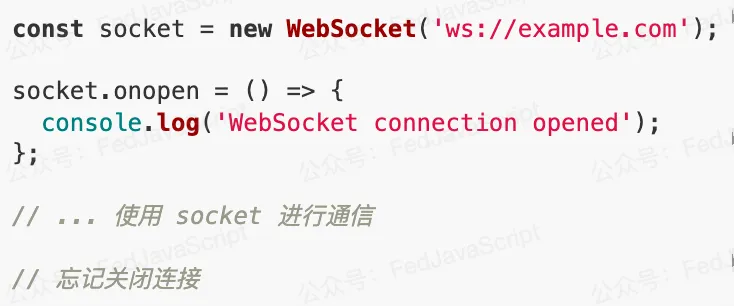 const socket = new WebSocket('ws://example.com');
socket.onopen = () => {
  console.log('WebSocket connection opened');
};
// ... 使用 socket 进行通信
// 忘记关闭连接
公众号：FedJavaScript